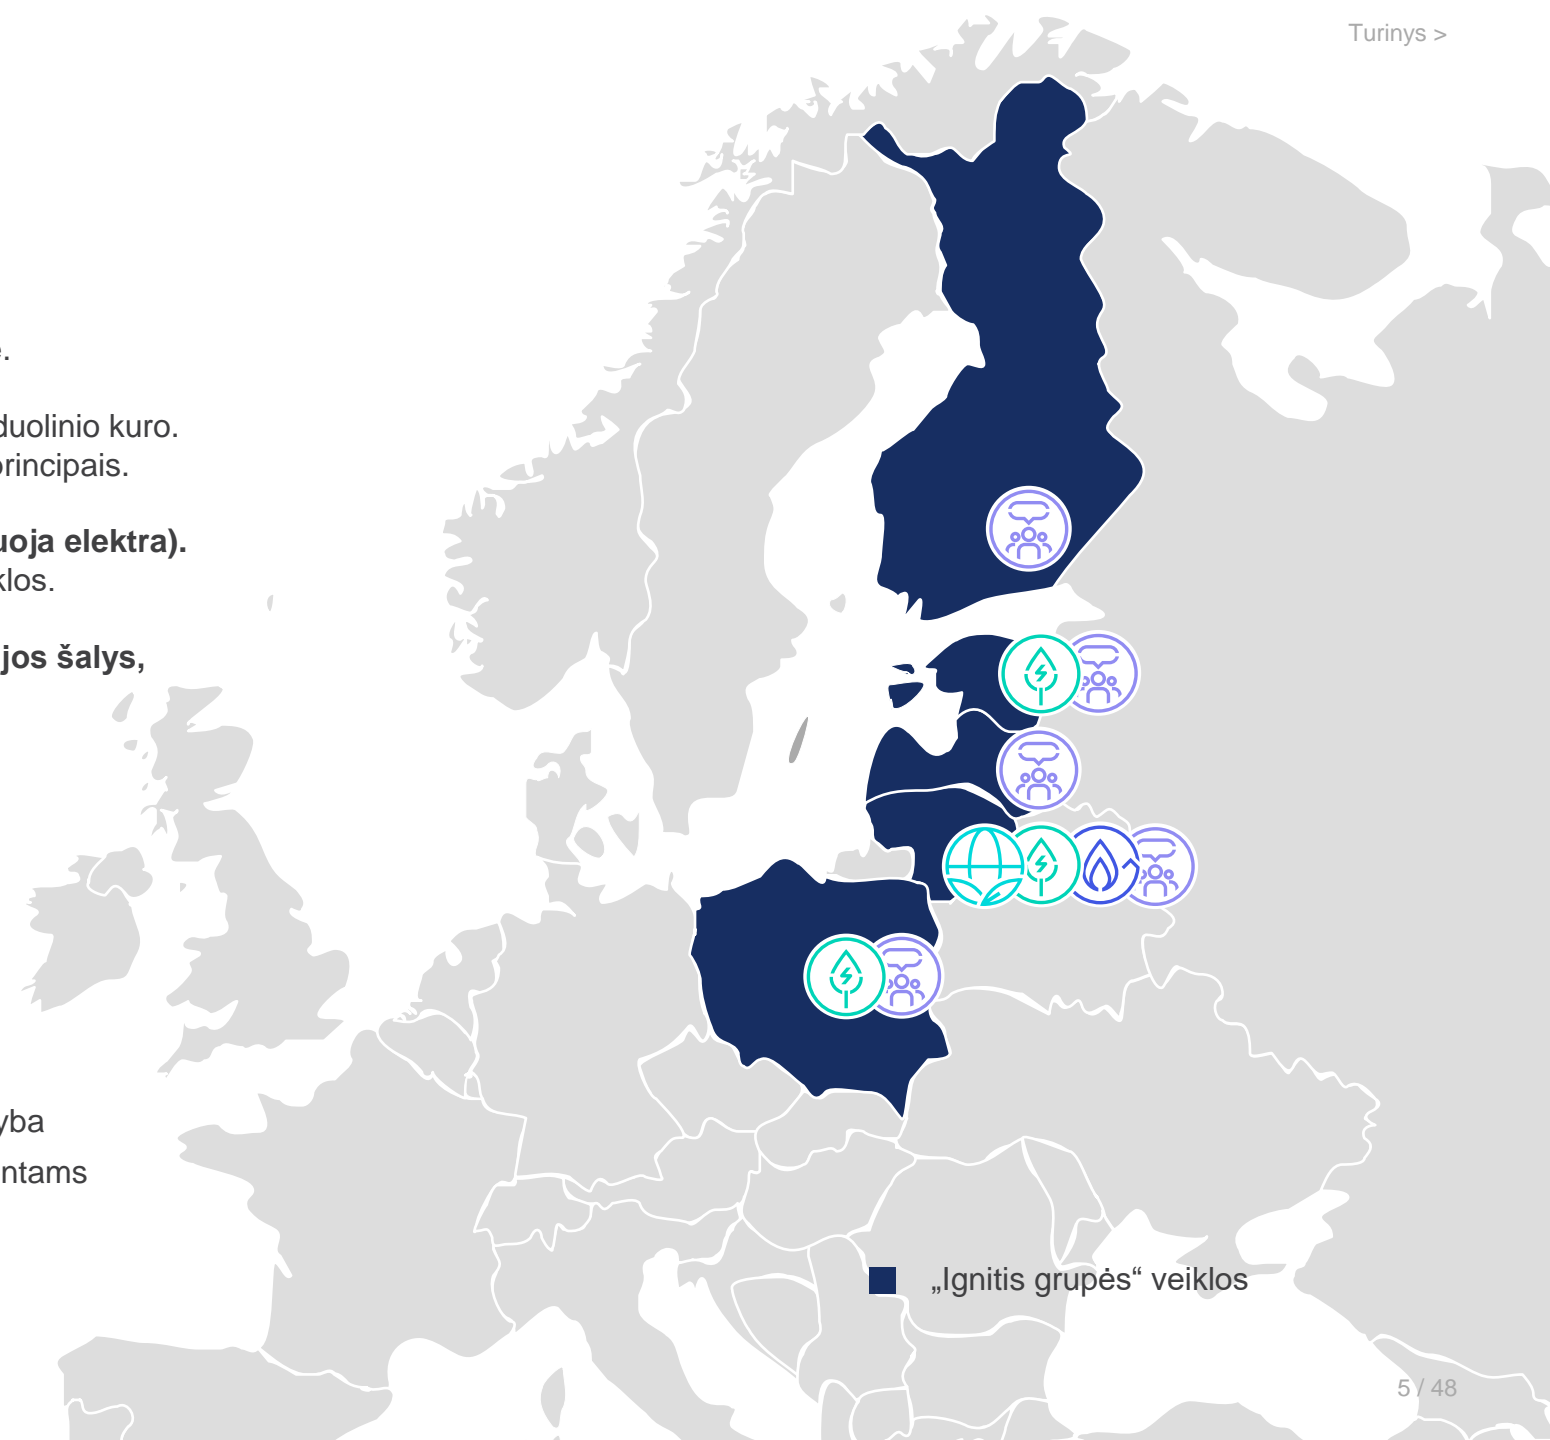 Turinys >
.
duolinio kuro.
principais.
uoja elektra).
klos.
jos šalys,
yba
ntams
„Ignitis grupės“ veiklos
5 / 48